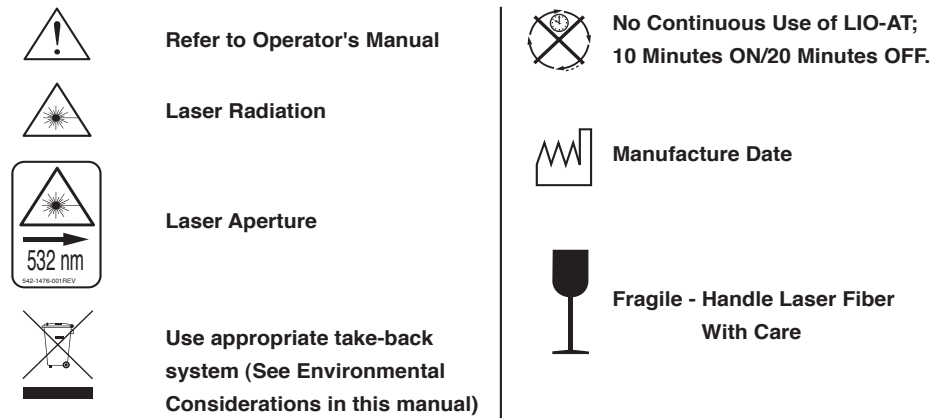 Refer to Operator's Manual
Laser Radiation
Laser Aperture
532 nm
542-1476-001REV
Use appropriate take-back
system (See Environmental
Considerations in this manual)
No Continuous Use of LIO-AT;
10 Minutes ON/20 Minutes OFF.
Manufacture Date
Fragile - Handle Laser Fiber
With Care